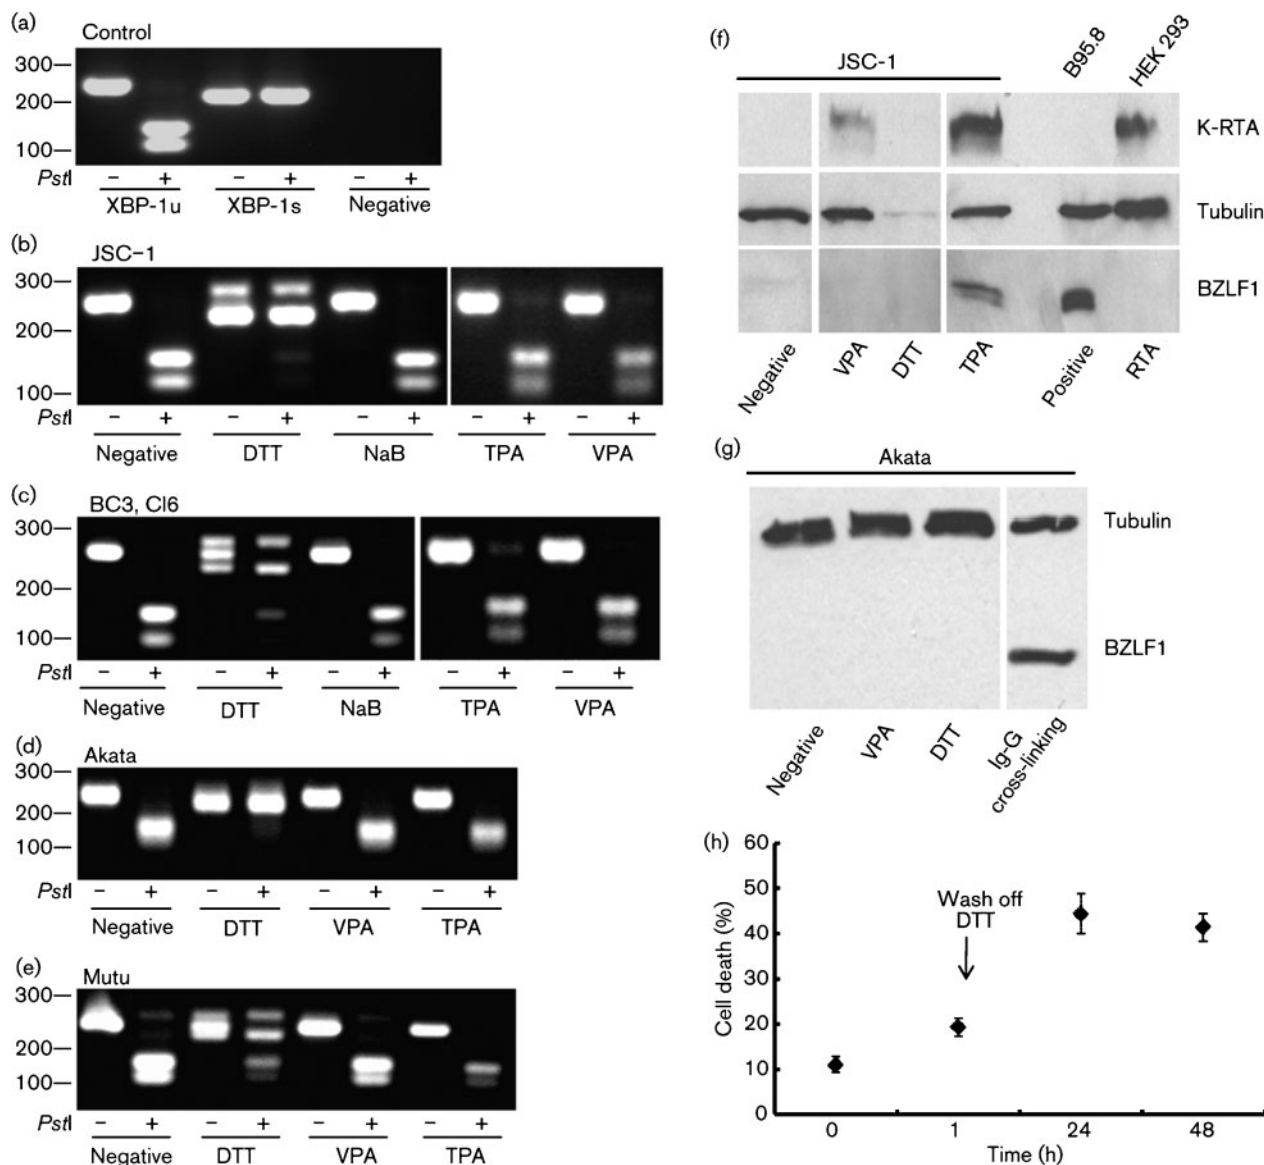 (a)
Control
300
200
100
PstI − + − + − +
XBP-1u XBP-1s Negative
(b)
JSC-1
300
200
100
PstI − + − + − + − + − +
Negative DTT NaB TPA VPA
(c)
BC3, Cl6
300
200
100
PstI − + − + − + − + − +
Negative DTT NaB TPA VPA
(d)
Akata
300
200
100
PstI − + − + − + − +
Negative DTT VPA TPA
(e)
Mutu
300
200
100
PstI − + − + − + − +
Negative DTT VPA TPA
(f)
JSC-1 B95.8 HEK 293
K-RTA
Tubulin
BZLF1
Negative VPA DTT TPA Positive RTA
(g)
Akata
Tubulin
BZLF1
Negative VPA DTT Ig-G
cross-linking
(h)
60
50
40
30
20
10
0
Cell death (%)
Wash off
DTT
0 1 24 48
Time (h)